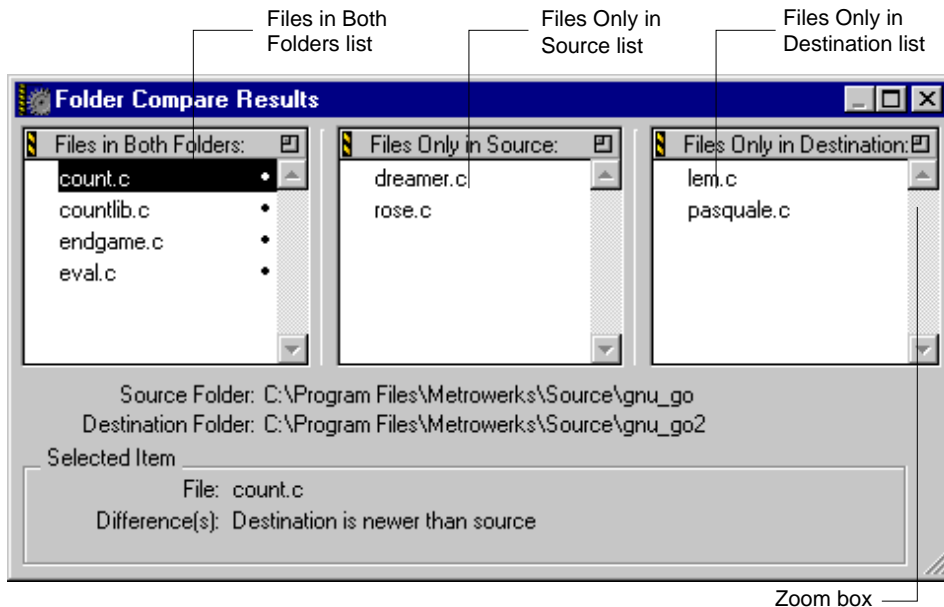 Files in Both
Folders list
Files Only in
Source list
Files Only in
Destination list
Folder Compare Results
Files in Both Folders:
Files Only in Source:
Files Only in Destination:
count.c •
countlib.c •
endgame.c •
eval.c •
dreamer.c
rose.c
lem.c
pasquale.c
Source Folder: C:\Program Files\Metrowerks\Source\gnu_go
Destination Folder: C:\Program Files\Metrowerks\Source\gnu_go2
Selected Item
File: count.c
Difference(s): Destination is newer than source
Zoom box